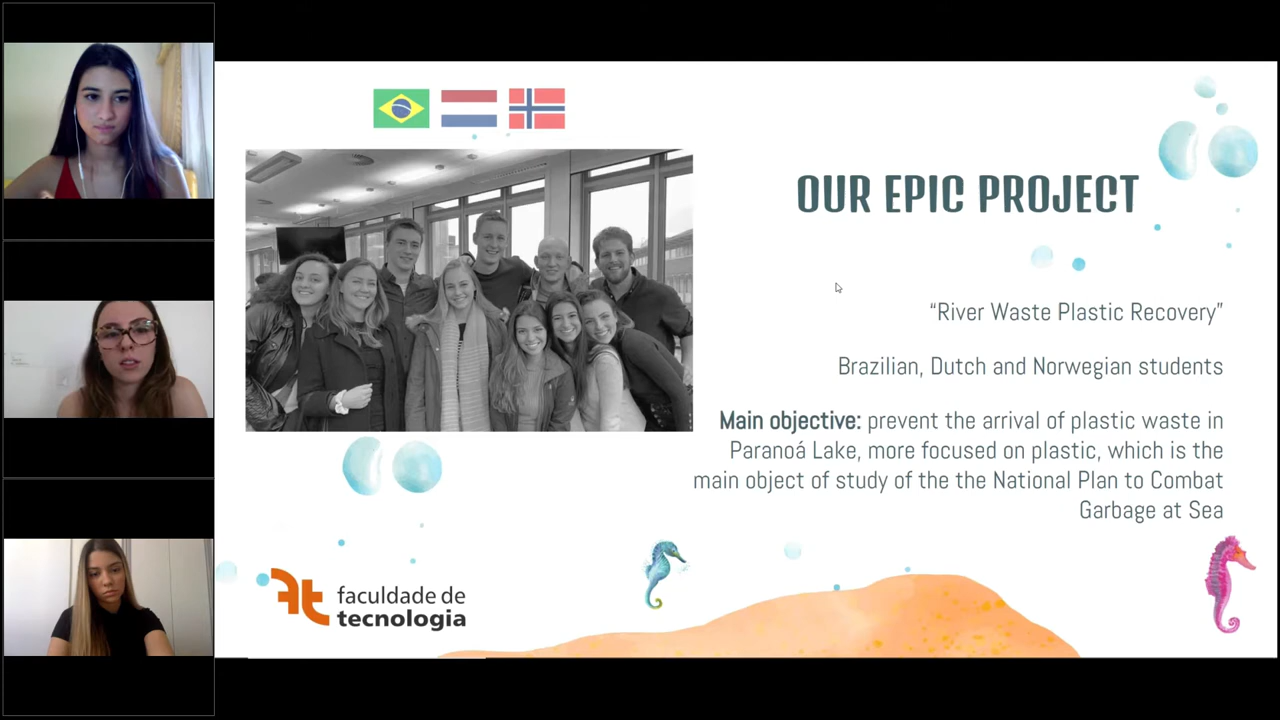 OUR EPIC PROJECT
“River Waste Plastic Recovery”
Brazilian, Dutch and Norwegian students
Main objective: prevent the arrival of plastic waste in
Paranoá Lake, more focused on plastic, which is the
main object of study of the the National Plan to Combat
Garbage at Sea
ft faculdade de
tecnologia